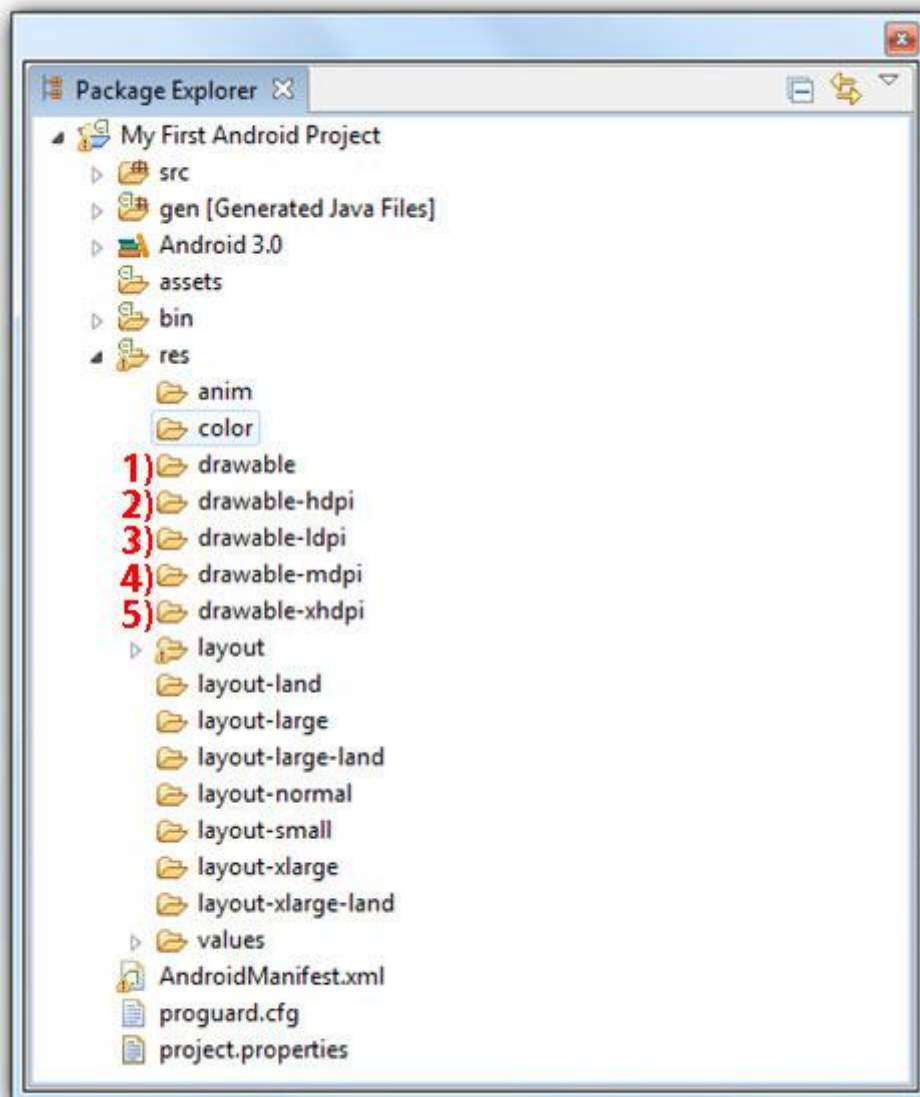 Package Explorer
My First Android Project
src
gen [Generated Java Files]
Android 3.0
assets
bin
res
anim
color
1) drawable
2) drawable-hdpi
3) drawable-ldpi
4) drawable-mdpi
5) drawable-xhdpi
layout
layout-land
layout-large
layout-large-land
layout-normal
layout-small
layout-xlarge
layout-xlarge-land
values
AndroidManifest.xml
proguard.cfg
project.properties